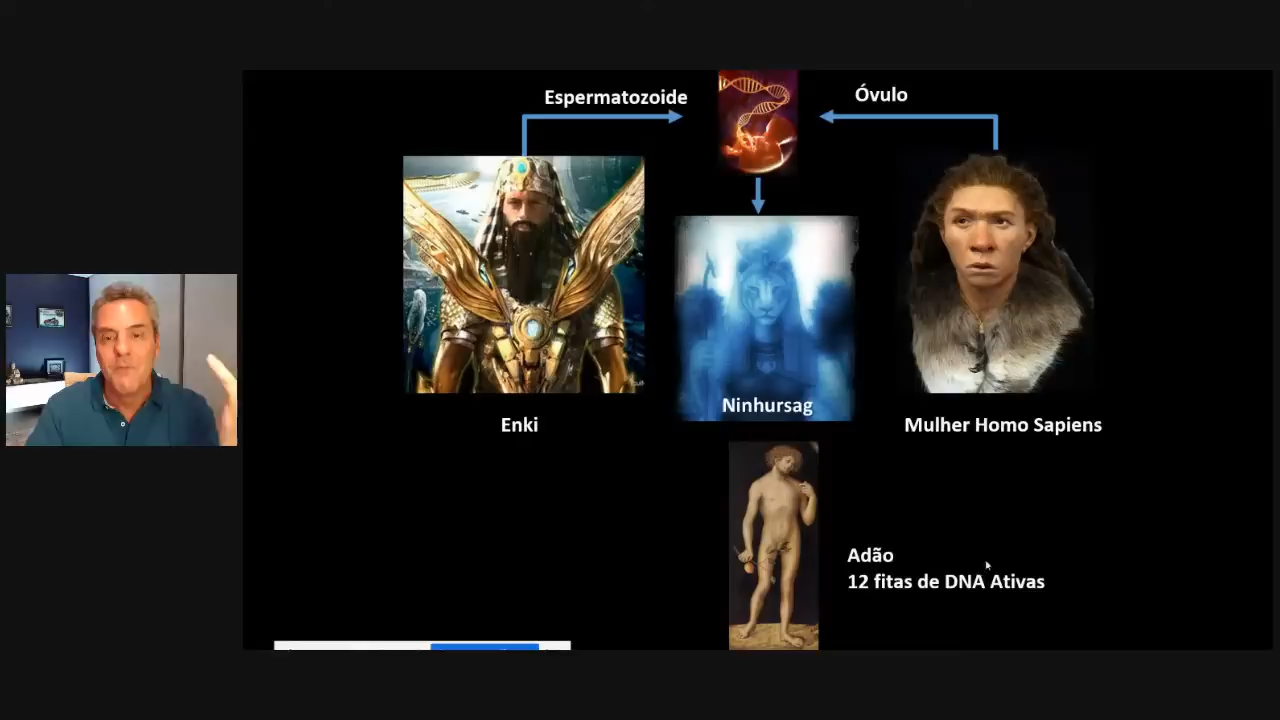 Espermatozoide
Óvulo
Ninhursag
Enki
Mulher Homo Sapiens
Adão
12 fitas de DNA Ativas